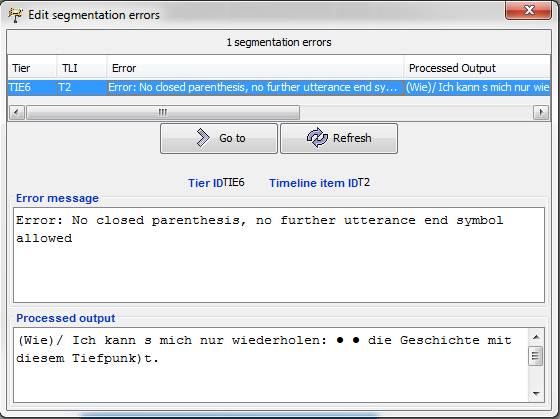 Edit segmentation errors
1 segmentation errors
Tier TLI Error Processed Output
TIE6 T2 Error: No closed parenthesis, no further utterance end sy... (Wie)/ Ich kann s mich nur wie
Go to Refresh
Tier IDTIE6 Timeline item IDT2
Error message
Error: No closed parenthesis, no further utterance end symbol
allowed
Processed output
(Wie)/ Ich kann s mich nur wiederholen: ● ● die Geschichte mit
diesem Tiefpunk)t.